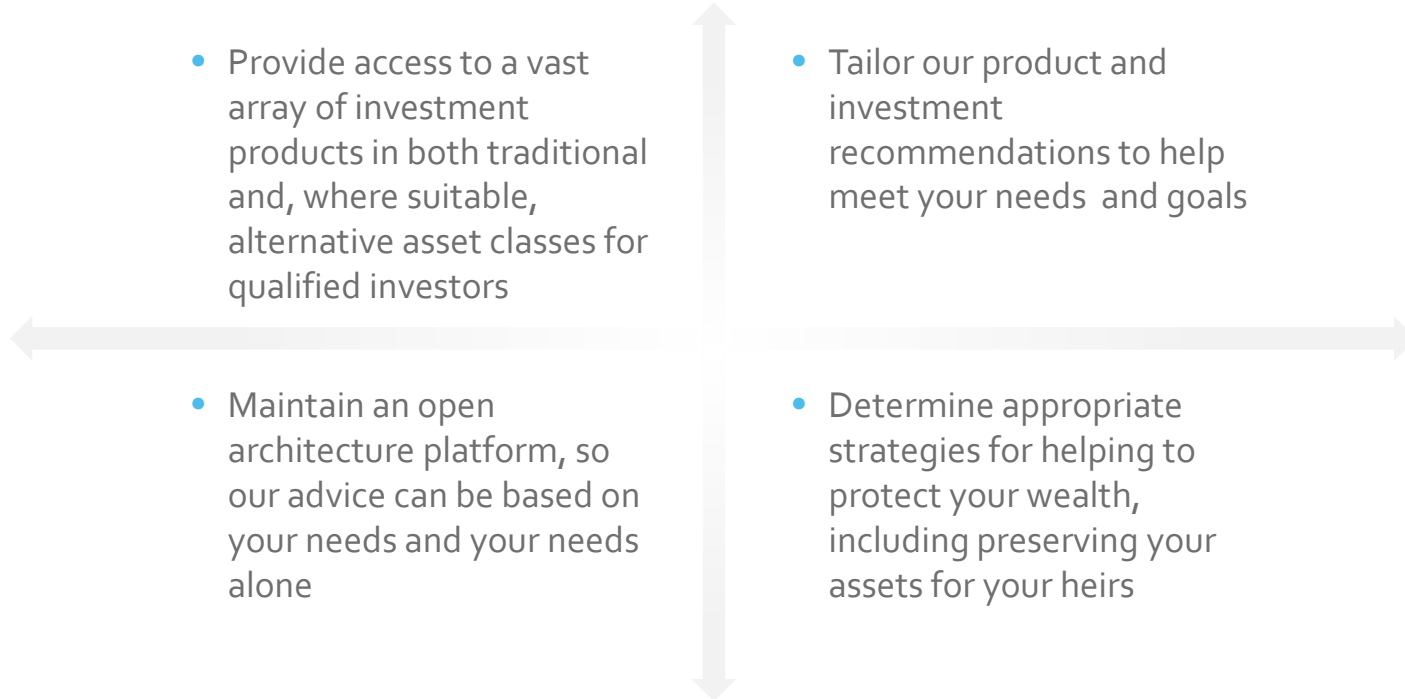 • Provide access to a vast
array of investment
products in both traditional
and, where suitable,
alternative asset classes for
qualified investors
• Tailor our product and
investment
recommendations to help
meet your needs  and goals
• Maintain an open
architecture platform, so
our advice can be based on
your needs and your needs
alone
• Determine appropriate
strategies for helping to
protect your wealth,
including preserving your
assets for your heirs